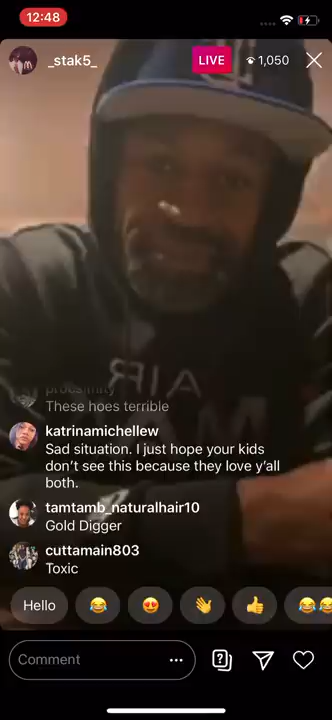 12:48
_stak5_
LIVE
1,050
AIR
These hoes terrible
katrinamichellew
Sad situation. I just hope your kids
don't see this because they love y'all
both.
tamtamb_naturalhair10
Gold Digger
cuttamain803
Toxic
Hello
Comment